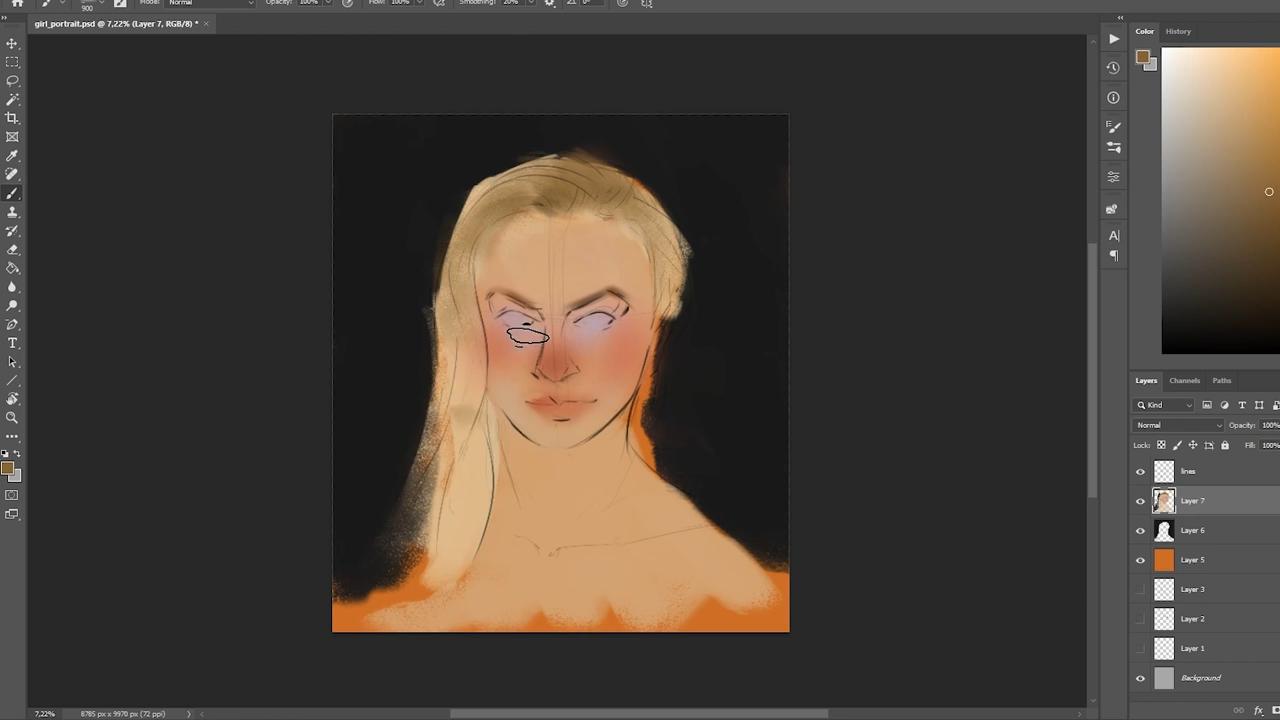 Mode: Normal Opacity: 100% Flow: 100% Smoothing: 20% 0°
900
girl_portrait.psd @ 7,22% (Layer 7, RGB/8) * ×
Color History
Layers Channels Paths
Kind
Normal Opacity: 100%
Lock: Fill: 100%
lines
Layer 7
Layer 6
Layer 5
Layer 3
Layer 2
Layer 1
Background
7,22% 8785 px x 9970 px (72 ppi)